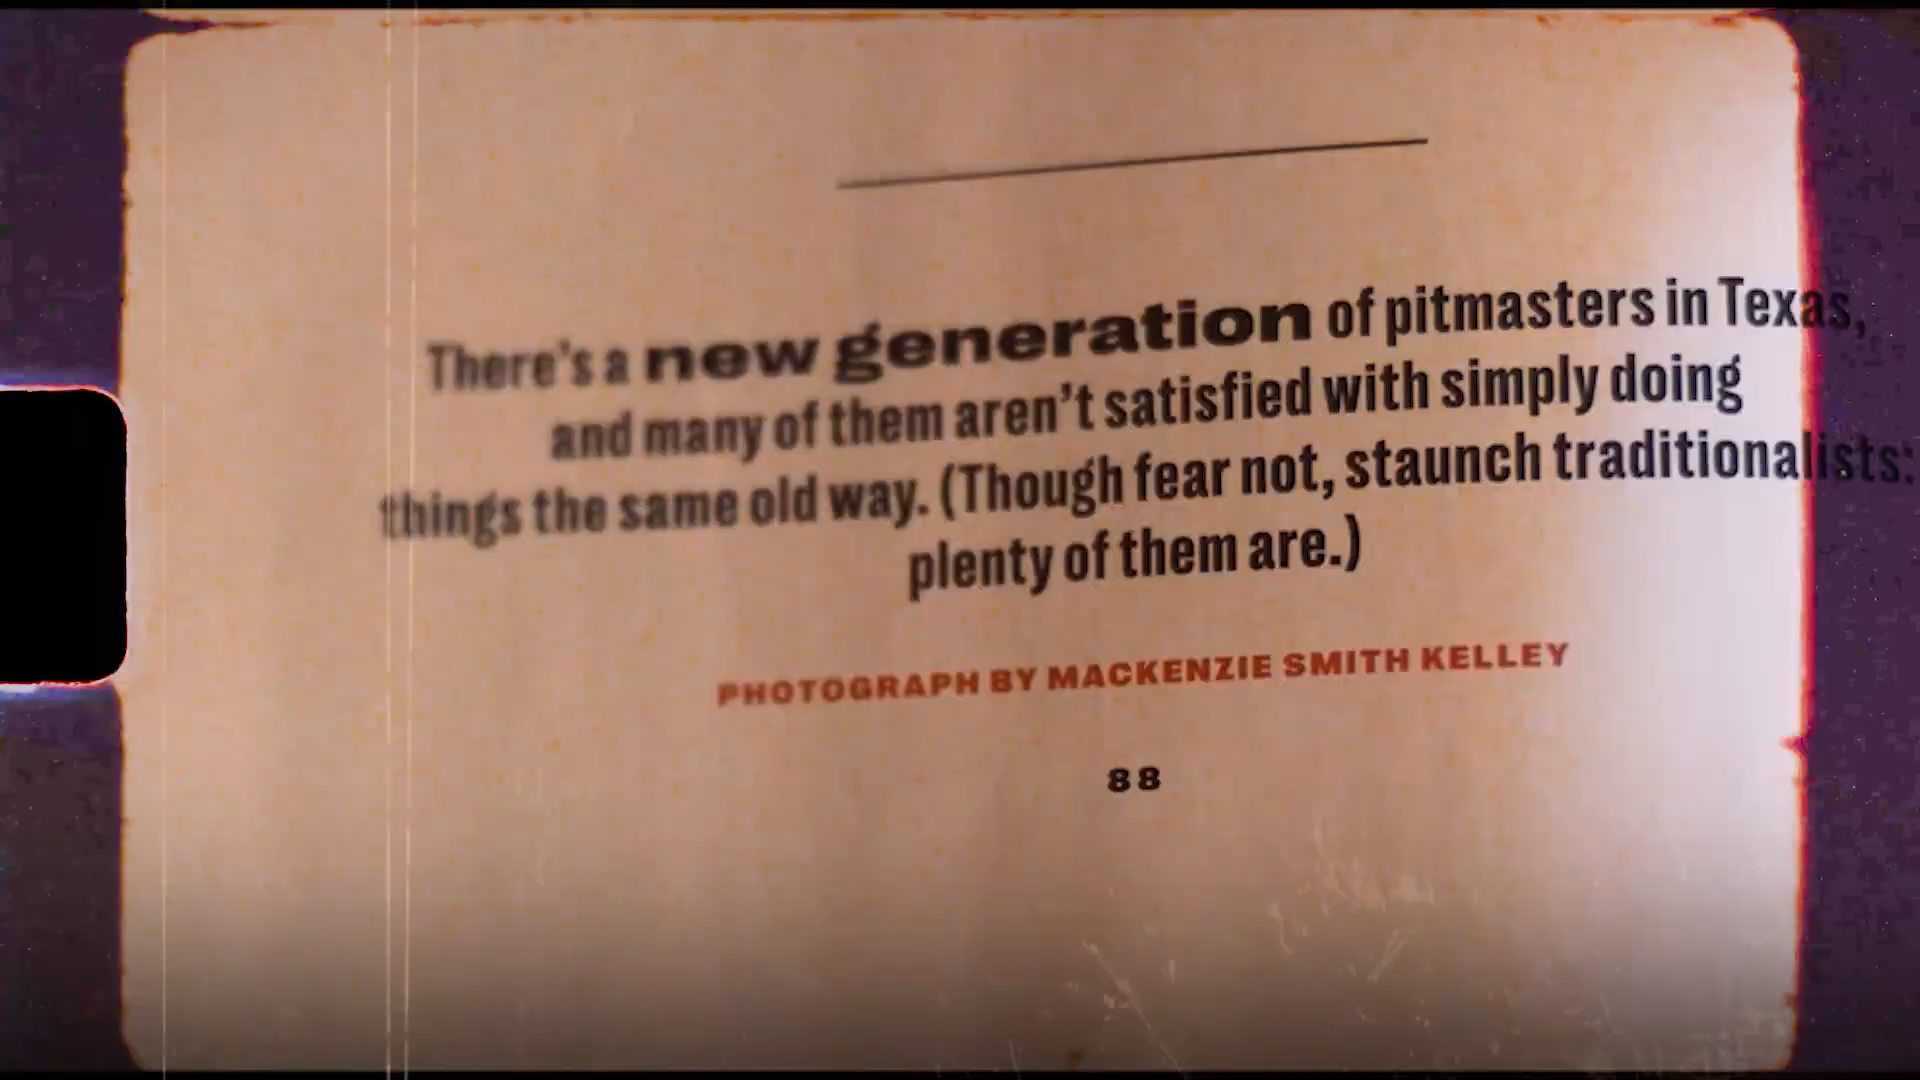 There's a new generation of pitmasters in Texas,
and many of them aren't satisfied with simply doing
things the same old way. (Though fear not, staunch traditionalists:
plenty of them are.)
PHOTOGRAPH BY MACKENZIE SMITH KELLEY
88